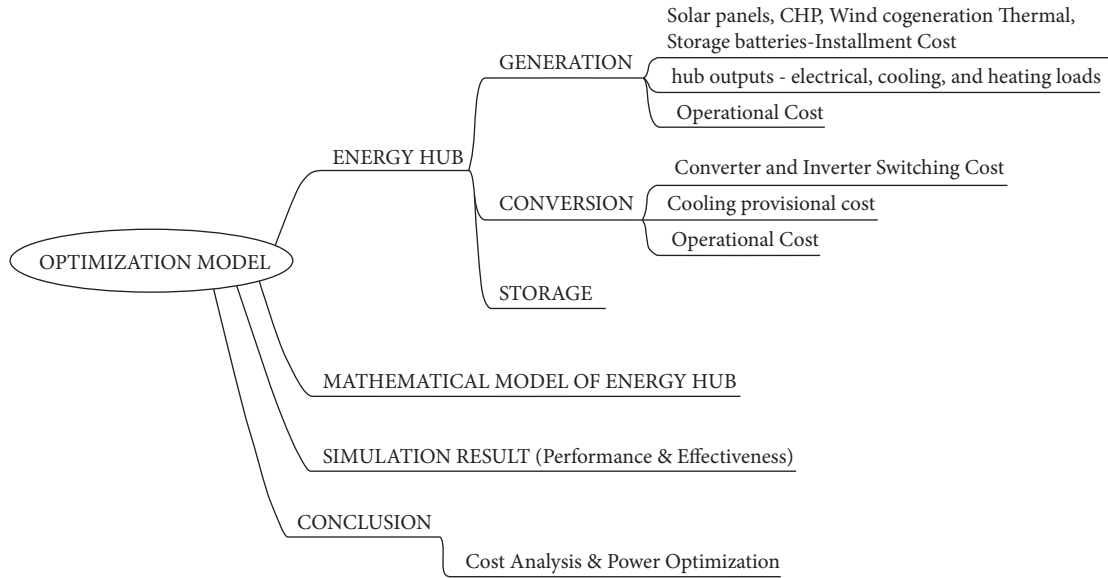 Solar panels, CHP, Wind cogeneration Thermal,
Storage batteries-Installment Cost
GENERATION
hub outputs - electrical, cooling, and heating loads
Operational Cost
ENERGY HUB
Converter and Inverter Switching Cost
CONVERSION
Cooling provisional cost
Operational Cost
OPTIMIZATION MODEL
STORAGE
MATHEMATICAL MODEL OF ENERGY HUB
SIMULATION RESULT (Performance & Effectiveness)
CONCLUSION
Cost Analysis & Power Optimization